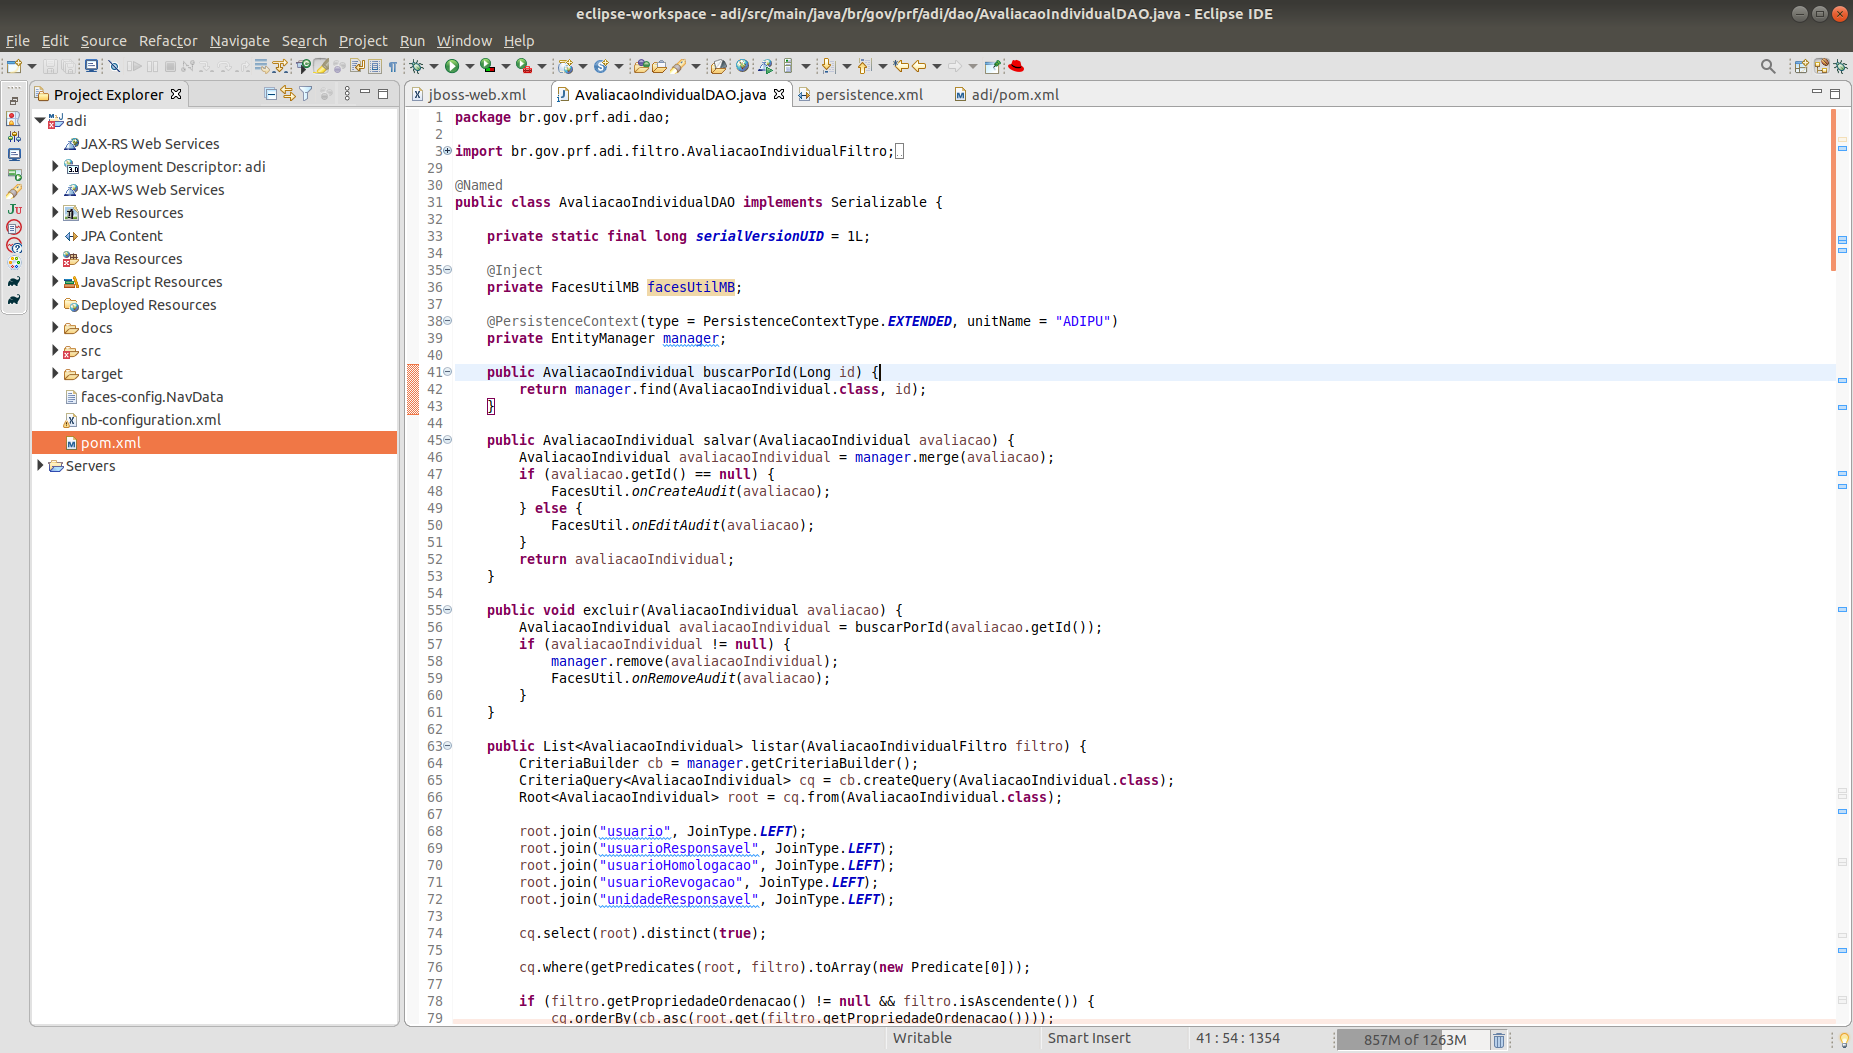 eclipse-workspace - adi/src/main/java/br/gov/prf/adi/dao/AvaliacaoIndividualDAO.java - Eclipse IDE
File Edit Source Refactor Navigate Search Project Run Window Help
Project Explorer
adi
JAX-RS Web Services
Deployment Descriptor: adi
JAX-WS Web Services
Web Resources
JPA Content
Java Resources
JavaScript Resources
Deployed Resources
docs
src
target
faces-config.NavData
nb-configuration.xml
pom.xml
Servers
jboss-web.xml AvaliacaoIndividualDAO.java persistence.xml adi/pom.xml
1 package br.gov.prf.adi.dao;
2
3 import br.gov.prf.adi.filtro.AvaliacaoIndividualFiltro;
29
30 @Named
31 public class AvaliacaoIndividualDAO implements Serializable {
32
33 private static final long serialVersionUID = 1L;
34
35 @Inject
36 private FacesUtilMB facesUtilMB;
37
38 @PersistenceContext(type = PersistenceContextType.EXTENDED, unitName = "ADIPU")
39 private EntityManager manager;
40
41 public AvaliacaoIndividual buscarPorId(Long id) {
42 return manager.find(AvaliacaoIndividual.class, id);
43 }
44
45 public AvaliacaoIndividual salvar(AvaliacaoIndividual avaliacao) {
46 AvaliacaoIndividual avaliacaoIndividual = manager.merge(avaliacao);
47 if (avaliacao.getId() == null) {
48 FacesUtil.onCreateAudit(avaliacao);
49 } else {
50 FacesUtil.onEditAudit(avaliacao);
51 }
52 return avaliacaoIndividual;
53 }
54
55 public void excluir(AvaliacaoIndividual avaliacao) {
56 AvaliacaoIndividual avaliacaoIndividual = buscarPorId(avaliacao.getId());
57 if (avaliacaoIndividual != null) {
58 manager.remove(avaliacaoIndividual);
59 FacesUtil.onRemoveAudit(avaliacao);
60 }
61 }
62
63 public List<AvaliacaoIndividual> listar(AvaliacaoIndividualFiltro filtro) {
64 CriteriaBuilder cb = manager.getCriteriaBuilder();
65 CriteriaQuery<AvaliacaoIndividual> cq = cb.createQuery(AvaliacaoIndividual.class);
66 Root<AvaliacaoIndividual> root = cq.from(AvaliacaoIndividual.class);
67
68 root.join("usuario", JoinType.LEFT);
69 root.join("usuarioResponsavel", JoinType.LEFT);
70 root.join("usuarioHomologacao", JoinType.LEFT);
71 root.join("usuarioRevogacao", JoinType.LEFT);
72 root.join("unidadeResponsavel", JoinType.LEFT);
73
74 cq.select(root).distinct(true);
75
76 cq.where(getPredicates(root, filtro).toArray(new Predicate[0]));
77
78 if (filtro.getPropriedadeOrdenacao() != null && filtro.isAscendente()) {
79 cq.orderBy(cb.asc(root.get(filtro.getPropriedadeOrdenacao())));
Writable Smart Insert 41 : 54 : 1354 857M of 1263M